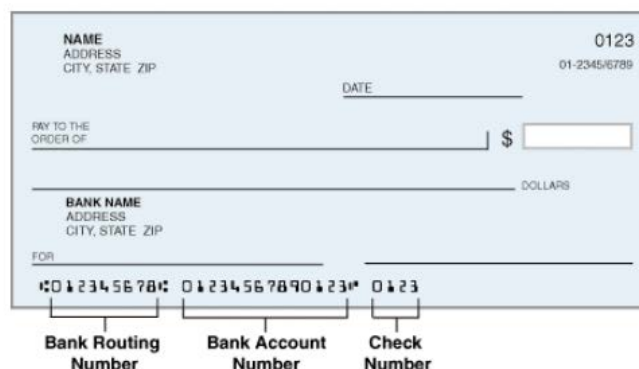 NAME
ADDRESS
CITY, STATE ZIP
0123
01-2345/6789
DATE
PAY TO THE
ORDER OF
$
DOLLARS
BANK NAME
ADDRESS
CITY, STATE ZIP
FOR
⑆012345678⑆ 01234567890123⑈ 0123
Bank Routing Number
Bank Account Number
Check Number